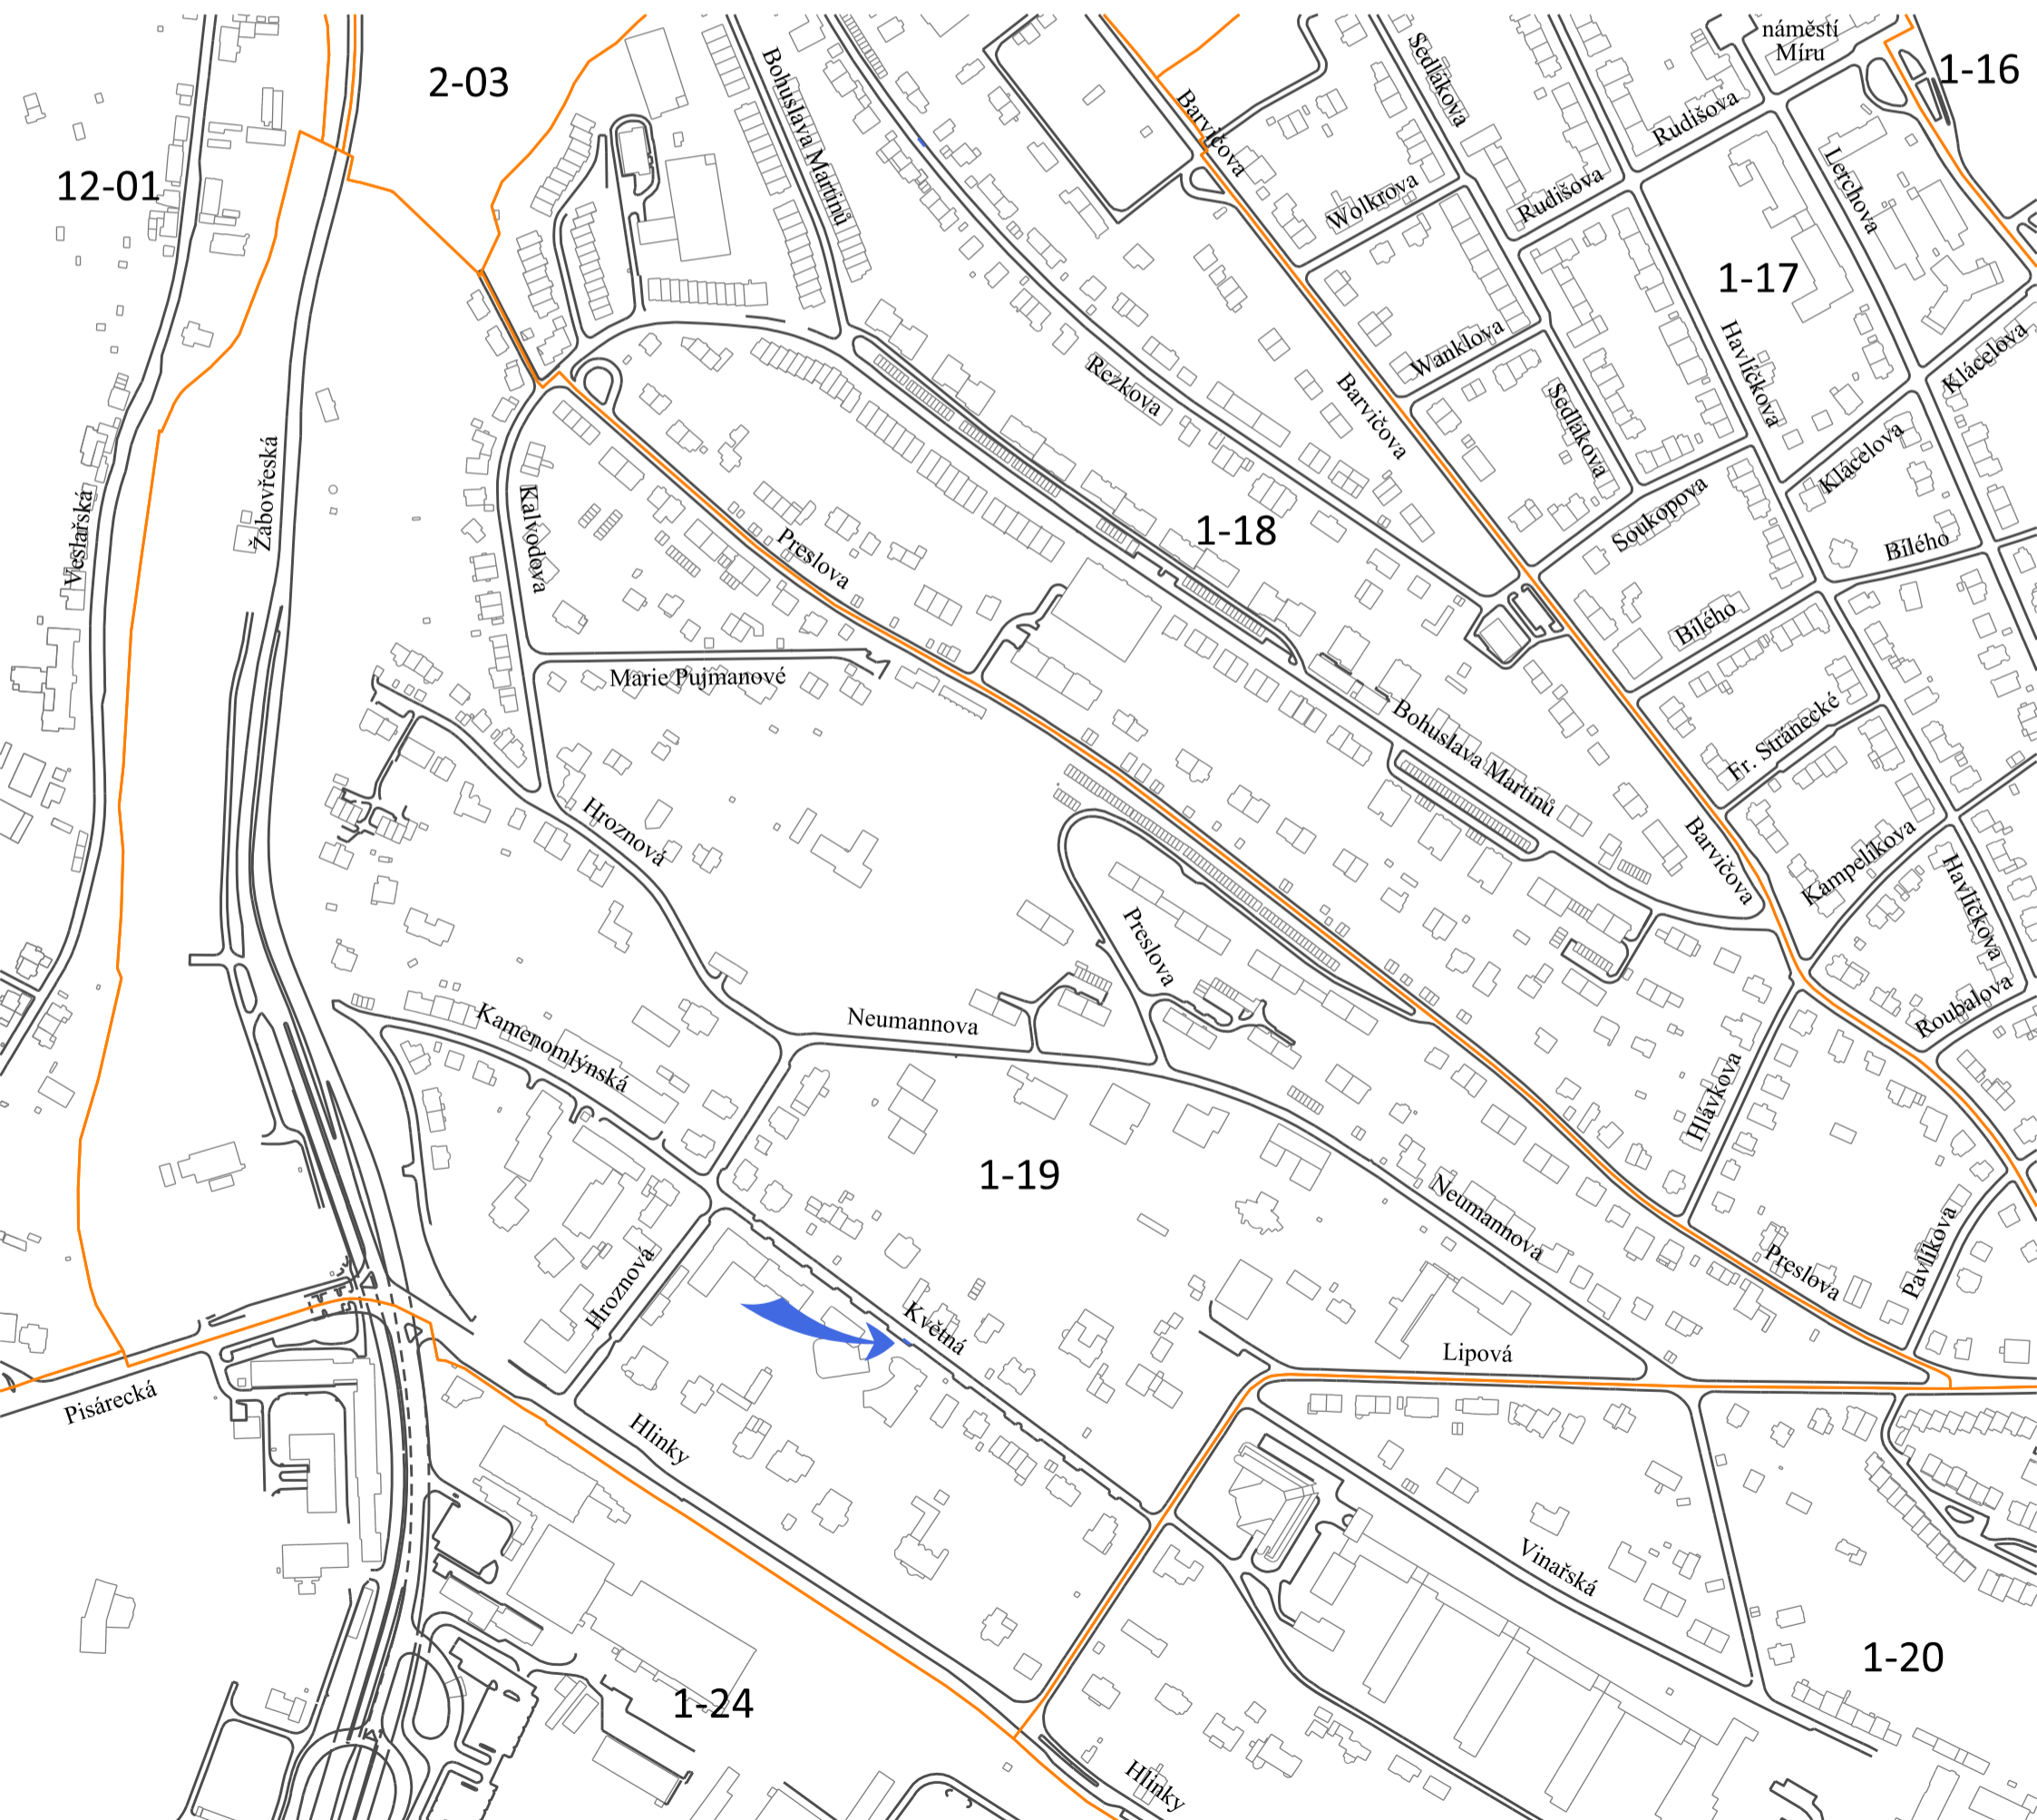 náměstí
Míru
1-16
2-03
Sedlákova
Bohuslava Martinů
Barvičova
Rudišova
12-01
Lerchova
Wolkrova
Rudišova
1-17
Wanklova
Havlíčkova
Klácelova
Rezkova
Barvičova
Sedlákova
Klácelova
Žabovřeská
Veslařská
Kalvodova
Preslova
1-18
Soukopova
Bílého
Bílého
Marie Pujmanové
Bohuslava Martinů
Fr. Stránecké
Hroznová
Barvičova
Kampelíkova
Havlíčkova
Preslova
Roubalova
Kamenomlýnská
Neumannova
Hlávkova
1-19
Neumannova
Hroznová
Preslova
Pavlíkova
Květná
Lipová
Pisárecká
Hlinky
Vinařská
1-20
1-24
Hlinky